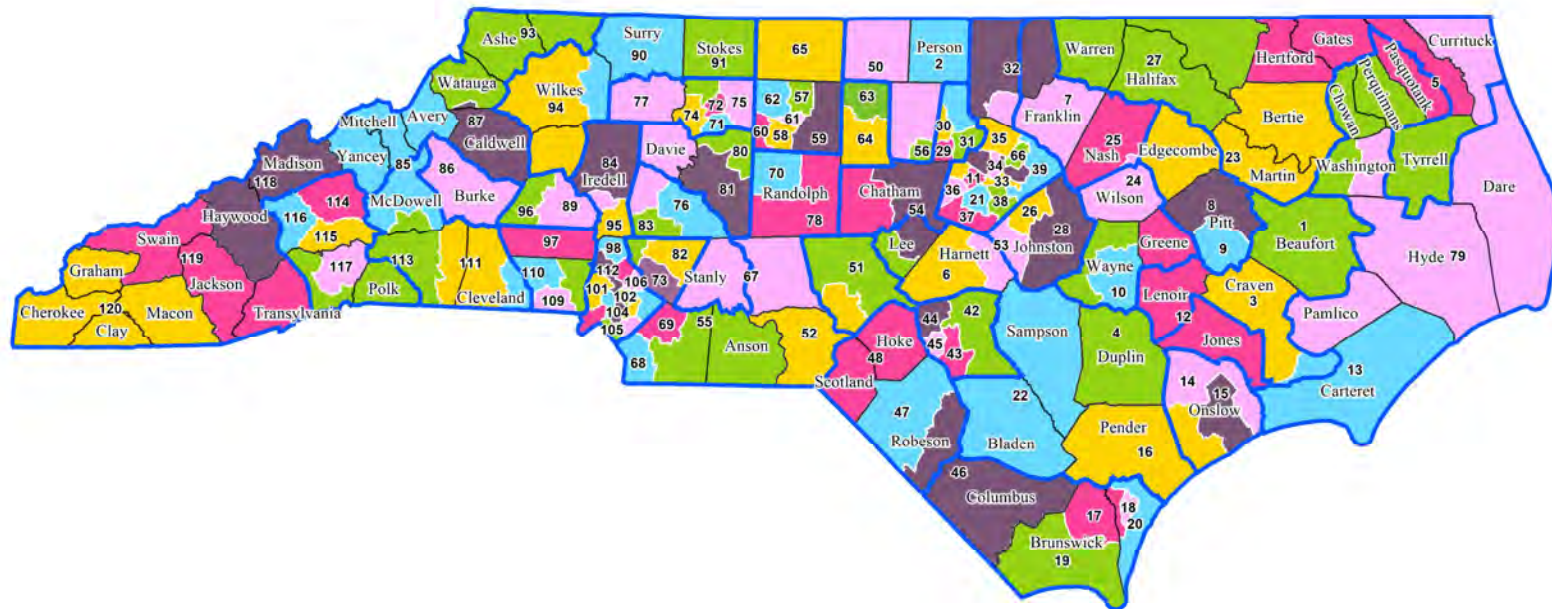 Ashe
93
Surry
90
Stokes
91
65
50
Person
2
32
Warren
27
Halifax
Gates
Hertford
Currituck
Pasquotank
5
Perquimans
Chowan
Watauga
Wilkes
94
77
72
75
74
71
62
57
61
60
58
59
63
64
30
29
31
56
7
Franklin
Bertie
Mitchell
Avery
87
Caldwell
Yancey
85
Madison
118
86
Burke
McDowell
84
Iredell
Davie
80
81
70
Randolph
78
Chatham
54
35
66
34
39
11
33
36
21
38
37
25
Nash
Edgecombe
23
Martin
Washington
Tyrrell
Dare
24
Wilson
Haywood
114
116
115
96
89
95
83
76
26
28
Johnston
53
8
Pitt
9
1
Beaufort
Hyde 79
Swain
119
Graham
Jackson
117
113
Polk
111
Cleveland
97
98
110
109
112
106
101
102
104
105
73
82
Stanly
67
51
Lee
Harnett
6
Greene
Wayne
10
Lenoir
12
Craven
3
Pamlico
Cherokee
120
Clay
Macon
Transylvania
69
68
55
Anson
52
Hoke
48
Scotland
44
45
43
42
Sampson
4
Duplin
Jones
13
Carteret
14
15
Onslow
47
Robeson
22
Bladen
Pender
16
46
Columbus
17
18
20
Brunswick
19